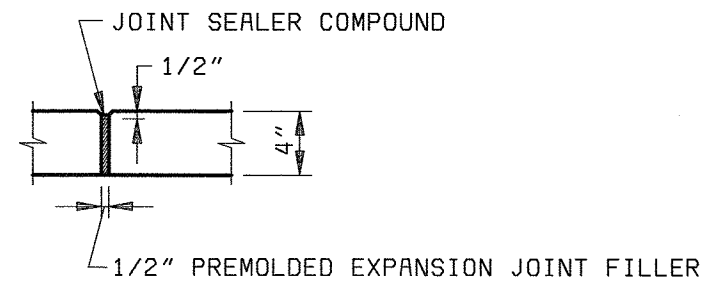 JOINT SEALER COMPOUND
1/2"
4"
1/2" PREMOLDED EXPANSION JOINT FILLER